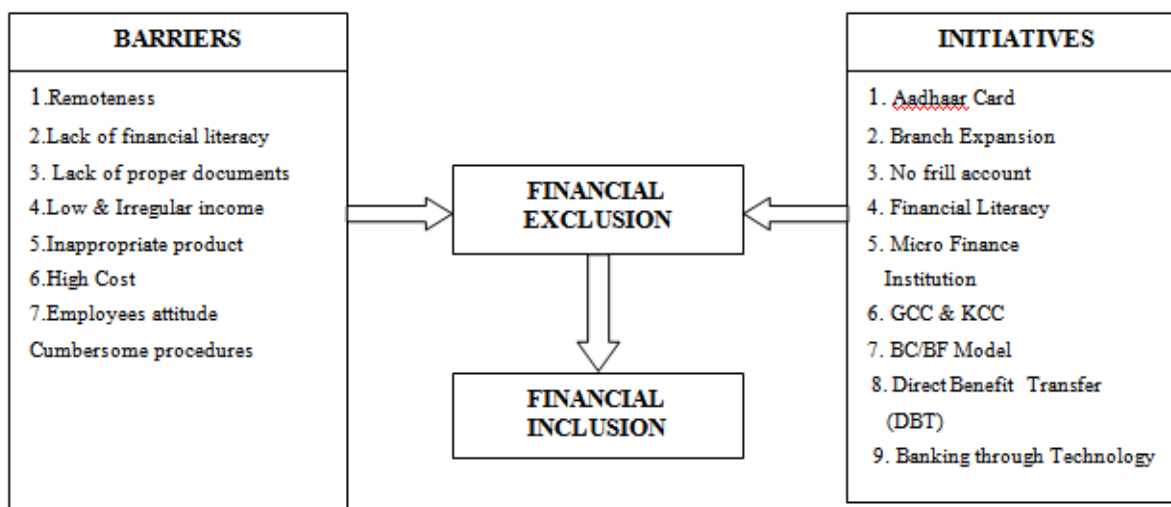 BARRIERS
1.Remoteness
2.Lack of financial literacy
3. Lack of proper documents
4.Low & Irregular income
5.Inappropriate product
6.High Cost
7.Employees attitude
Cumbersome procedures
FINANCIAL
EXCLUSION
FINANCIAL
INCLUSION
INITIATIVES
1. Aadhaar Card
2. Branch Expansion
3. No frill account
4. Financial Literacy
5. Micro Finance
Institution
6. GCC & KCC
7. BC/BF Model
8. Direct Benefit Transfer
(DBT)
9. Banking through Technology